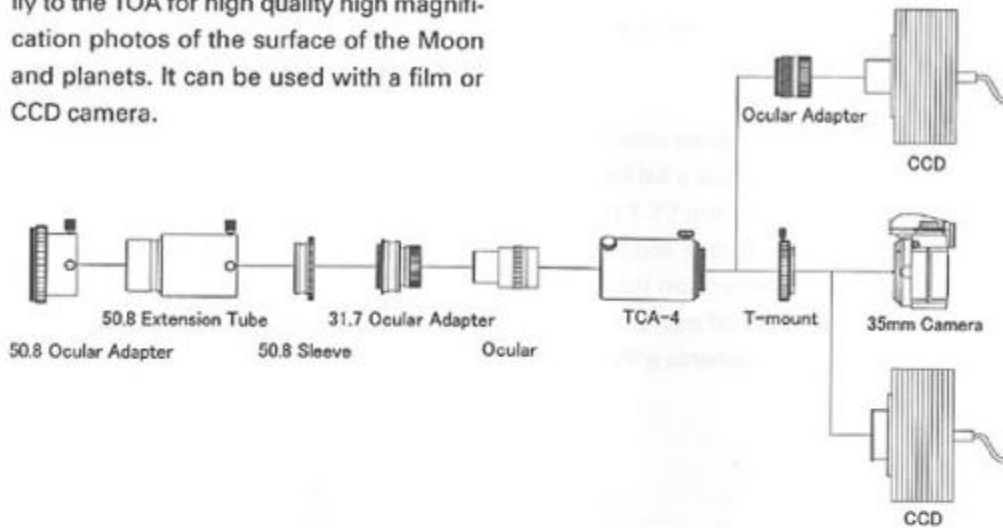 to the TOA for high quality high magnifi-
cation photos of the surface of the Moon
and planets. It can be used with a film or
CCD camera.
Ocular Adapter
CCD
50.8 Extension Tube
31.7 Ocular Adapter
TCA-4
T-mount
35mm Camera
50.8 Ocular Adapter
50.8 Sleeve
Ocular
CCD